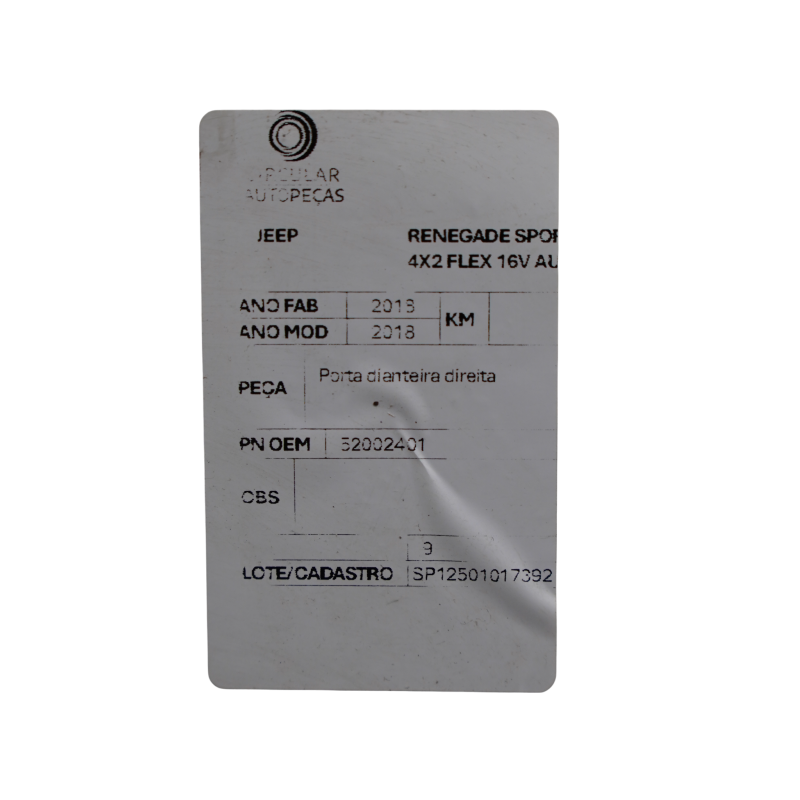 CIRCULAR
AUTOPEÇAS
JEEP RENEGADE SPOR
4X2 FLEX 16V AU
ANO FAB 2018 KM
ANO MOD 2018
PEÇA Porta dianteira direita
PN OEM 52002401
OBS
9
LOTE/CADASTRO SP12501017392